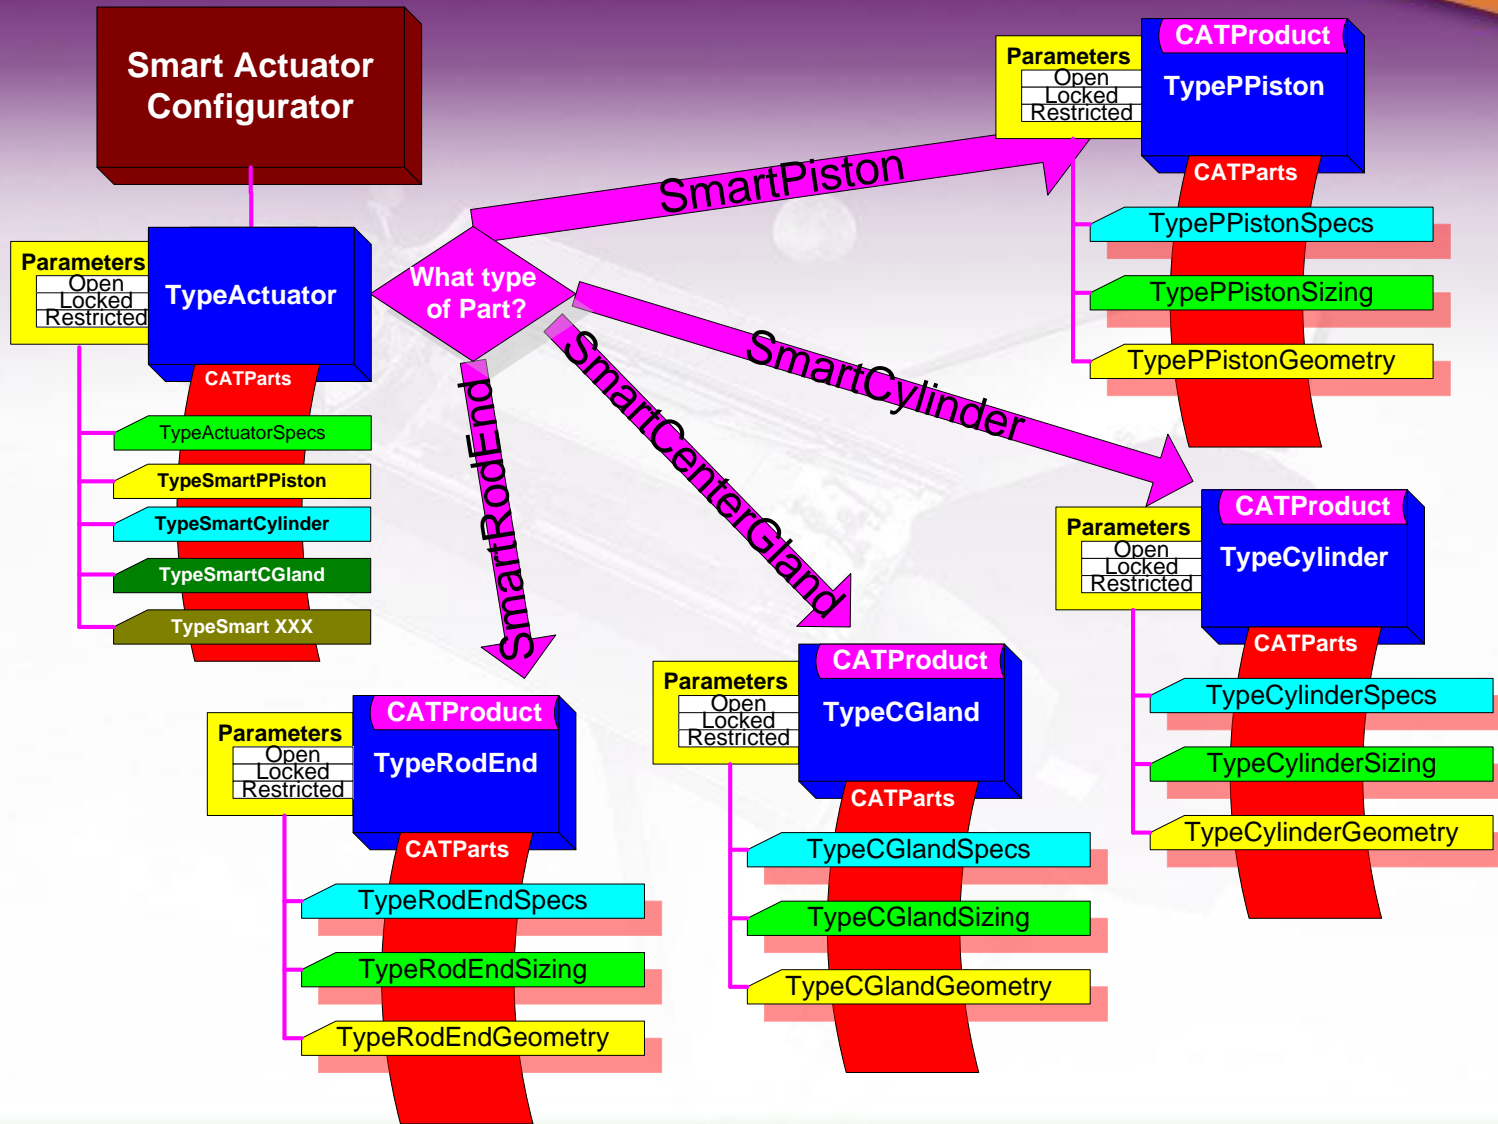 Smart Actuator
Configurator
Parameters
Open
Locked
Restricted
TypeActuator
CATParts
TypeActuatorSpecs
TypeSmartPPiston
TypeSmartCylinder
TypeSmartCGland
TypeSmart XXX
What type
of Part?
SmartPiston
SmartCylinder
SmartCenterGland
SmartRodEnd
CATProduct
Parameters
Open
Locked
Restricted
TypePPiston
CATParts
TypePPistonSpecs
TypePPistonSizing
TypePPistonGeometry
CATProduct
Parameters
Open
Locked
Restricted
TypeCylinder
CATParts
TypeCylinderSpecs
TypeCylinderSizing
TypeCylinderGeometry
CATProduct
Parameters
Open
Locked
Restricted
TypeCGland
CATParts
TypeCGlandSpecs
TypeCGlandSizing
TypeCGlandGeometry
CATProduct
Parameters
Open
Locked
Restricted
TypeRodEnd
CATParts
TypeRodEndSpecs
TypeRodEndSizing
TypeRodEndGeometry